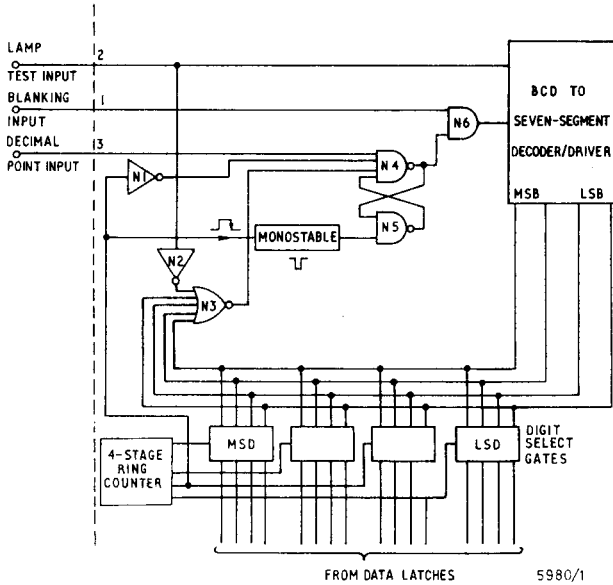 LAMP
TEST INPUT
2
BLANKING
INPUT
1
DECIMAL
POINT INPUT
3
N1
N2
N3
N4
N5
N6
MONOSTABLE
BCD TO
SEVEN-SEGMENT
DECODER/DRIVER
MSB LSB
4-STAGE
RING
COUNTER
MSD
LSD
DIGIT
SELECT
GATES
FROM DATA LATCHES
5980/1